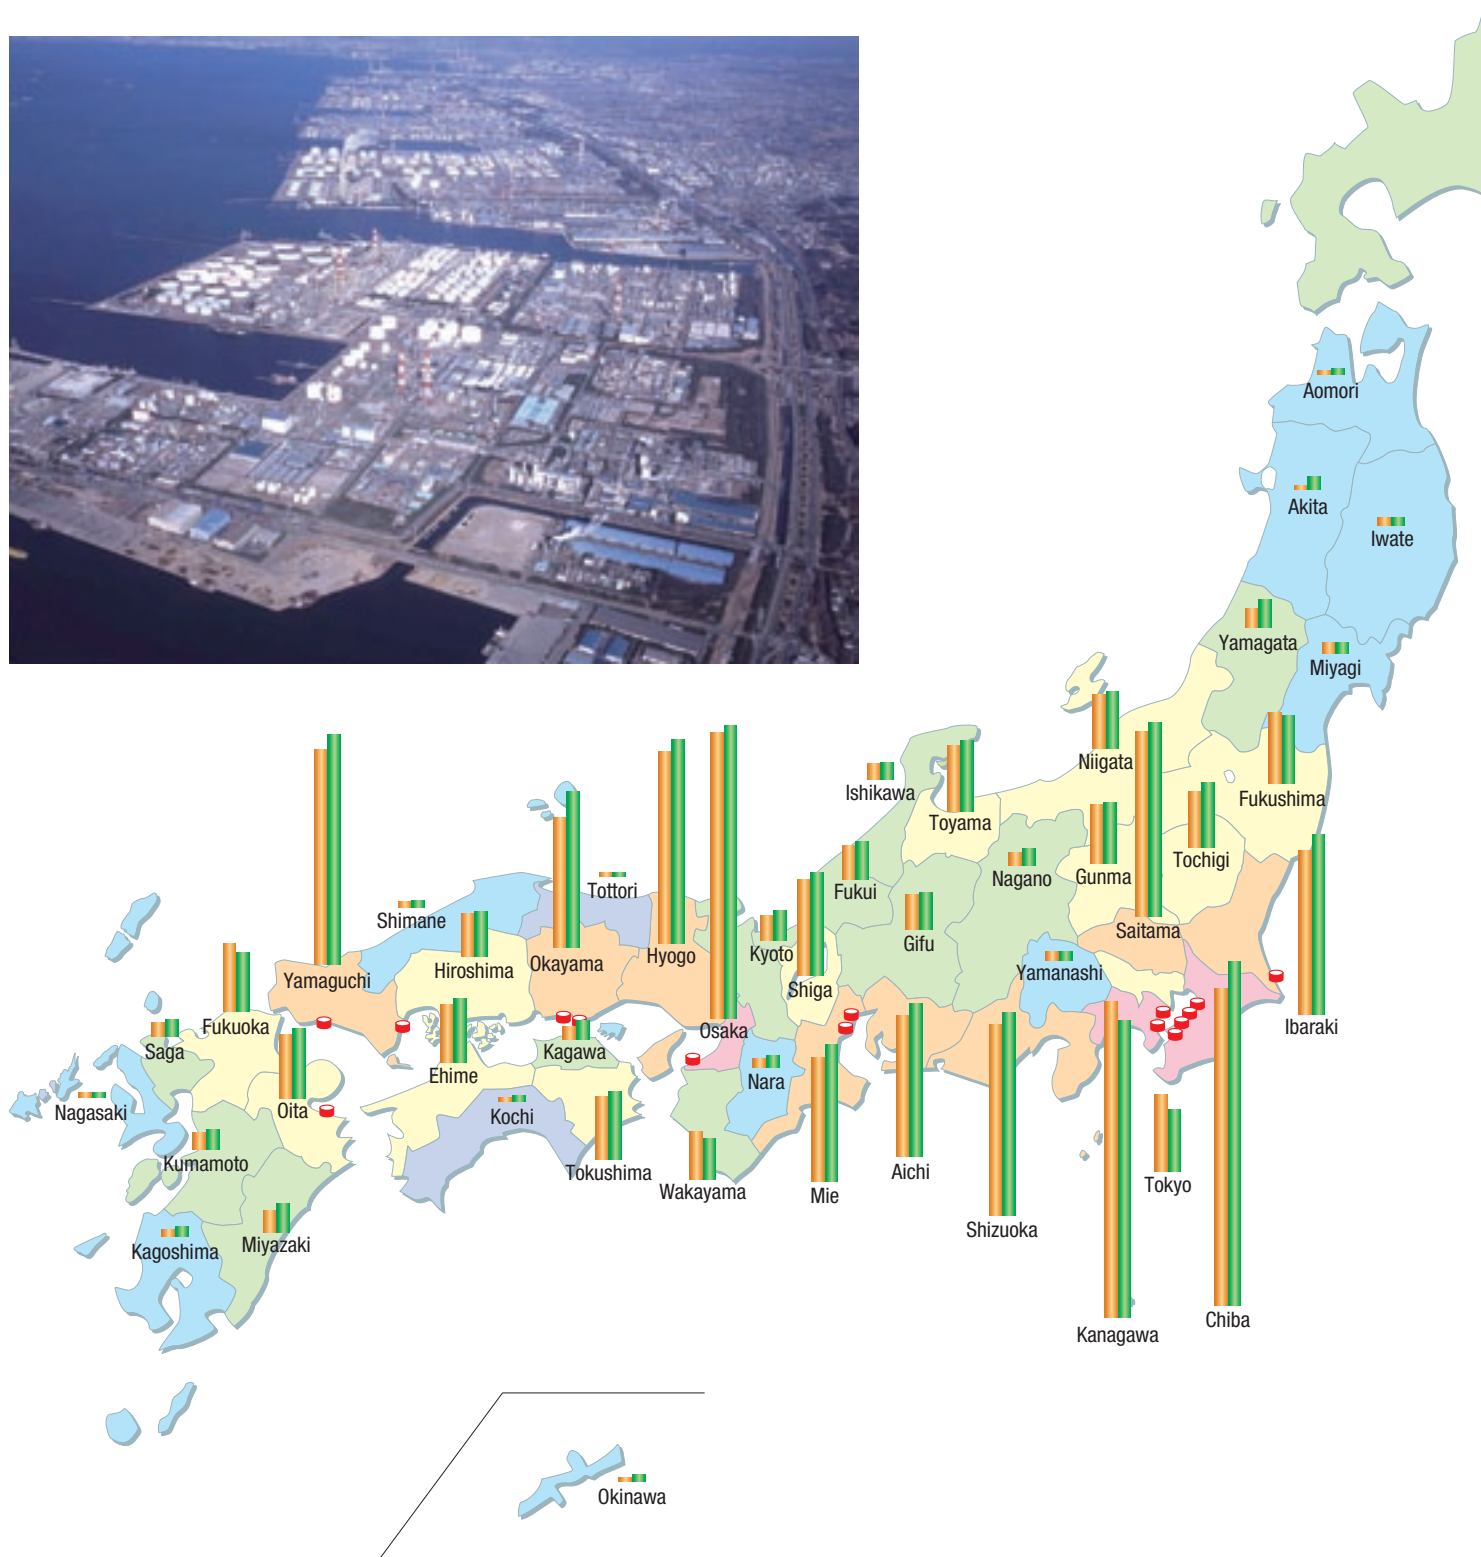 Aomori
Akita
Iwate
Yamagata
Miyagi
Niigata
Ishikawa
Fukushima
Toyama
Tochigi
Gunma
Nagano
Fukui
Tottori
Shimane
Saitama
Gifu
Kyoto
Hyogo
Okayama
Hiroshima
Yamaguchi
Yamanashi
Shiga
Fukuoka
Osaka
Ibaraki
Saga
Kagawa
Ehime
Nara
Nagasaki
Oita
Kochi
Kumamoto
Tokushima
Wakayama
Mie
Aichi
Tokyo
Shizuoka
Miyazaki
Kagoshima
Chiba
Kanagawa
Okinawa